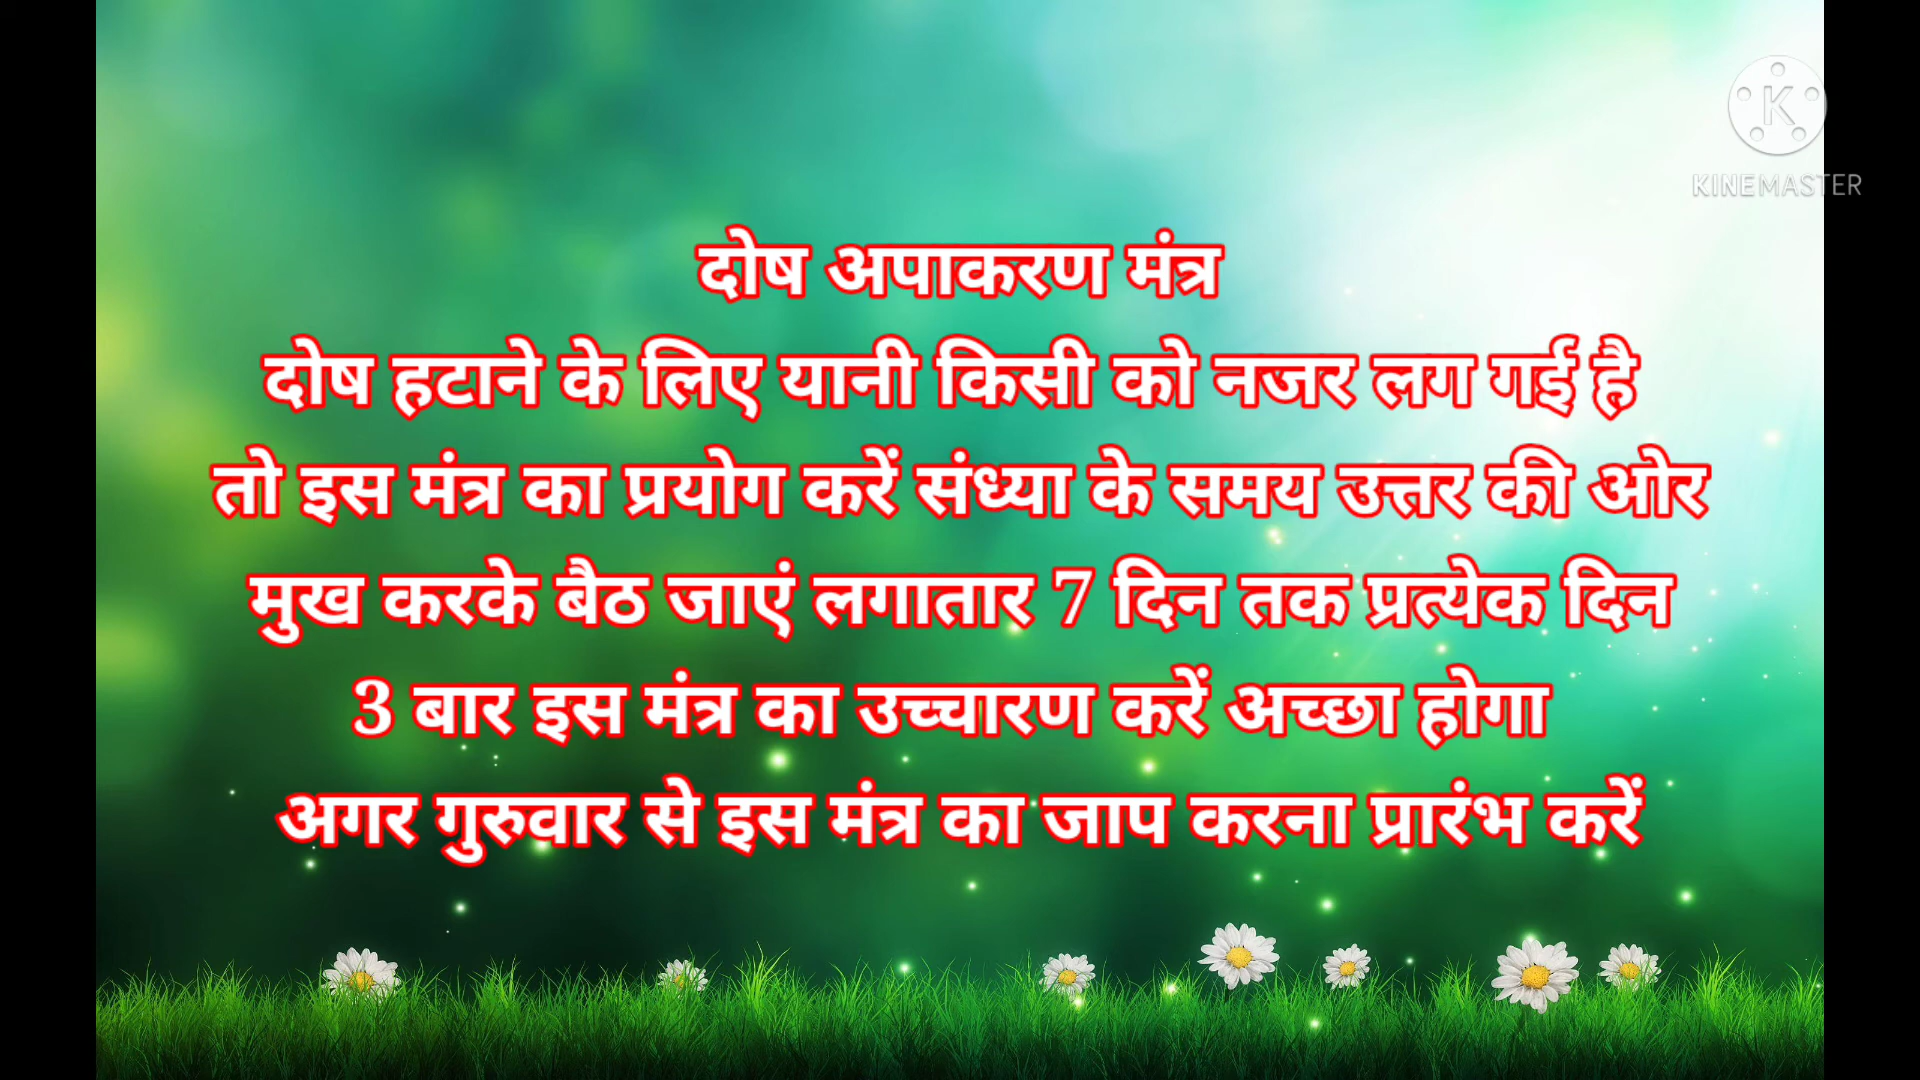 KINEMASTER
दोष अपाकरण मंत्र
दोष हटाने के लिए यानी किसी को नजर लग गई है
तो इस मंत्र का प्रयोग करें संध्या के समय उत्तर की ओर
मुख करके बैठ जाएं लगातार 7 दिन तक प्रत्येक दिन
3 बार इस मंत्र का उच्चारण करें अच्छा होगा
अगर गुरुवार से इस मंत्र का जाप करना प्रारंभ करें